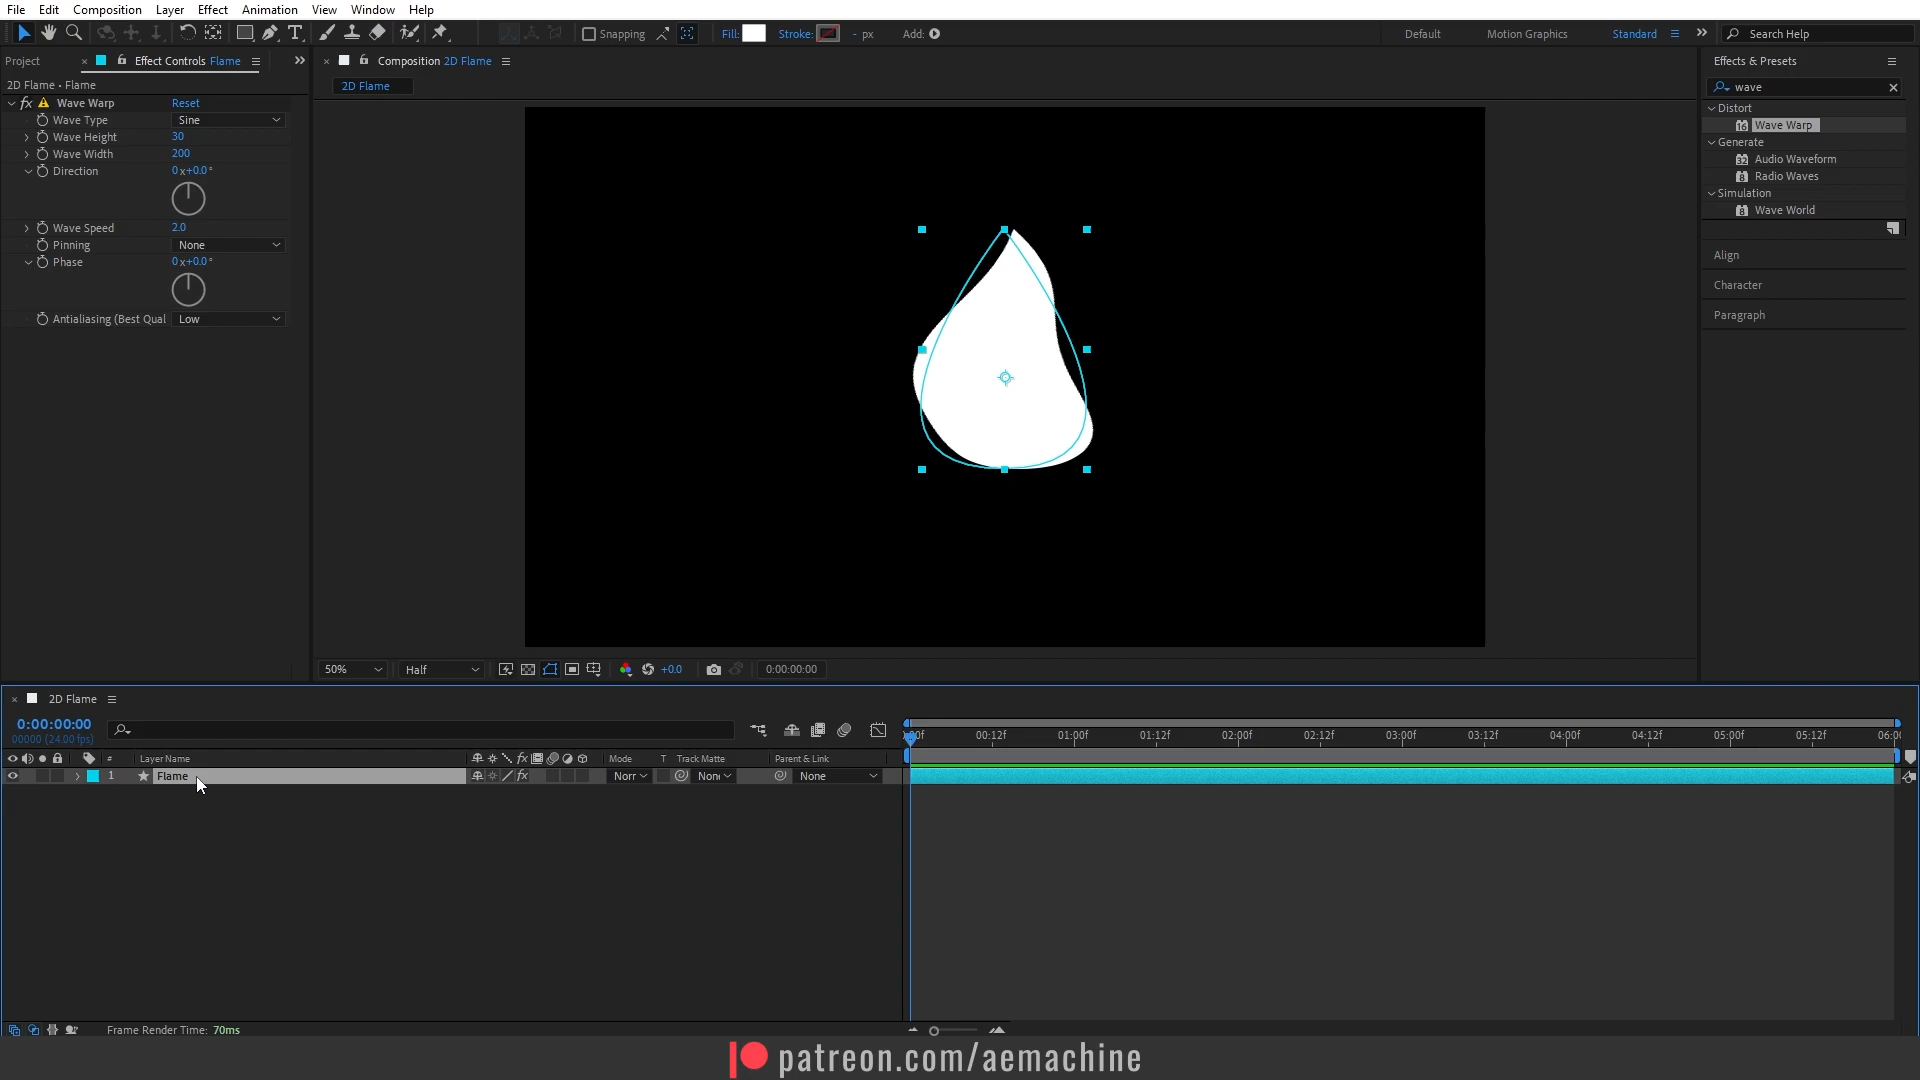 File Edit Composition Layer Effect Animation View Window Help
Snapping Fill: Stroke: - px Add: Default Motion Graphics Standard Search Help
Project Effect Controls Flame Composition 2D Flame Effects & Presets
2D Flame • Flame 2D Flame wave
Wave Warp Reset
Wave Type Sine
Wave Height 30
Wave Width 200
Direction 0x+0.0°
Wave Speed 2.0
Pinning None
Phase 0x+0.0°
Antialiasing (Best Qual Low
Distort
Wave Warp
Generate
Audio Waveform
Radio Waves
Simulation
Wave World
Align
Character
Paragraph
50% Half +0.0 0:00:00:00
2D Flame
0:00:00:00
00000 (24.00 fps)
00:12f 01:00f 01:12f 02:00f 02:12f 03:00f 03:12f 04:00f 04:12f 05:00f 05:12f
# Layer Name Mode T Track Matte Parent & Link
1 Flame Norr None
Frame Render Time: 70ms
patreon.com/aemachine